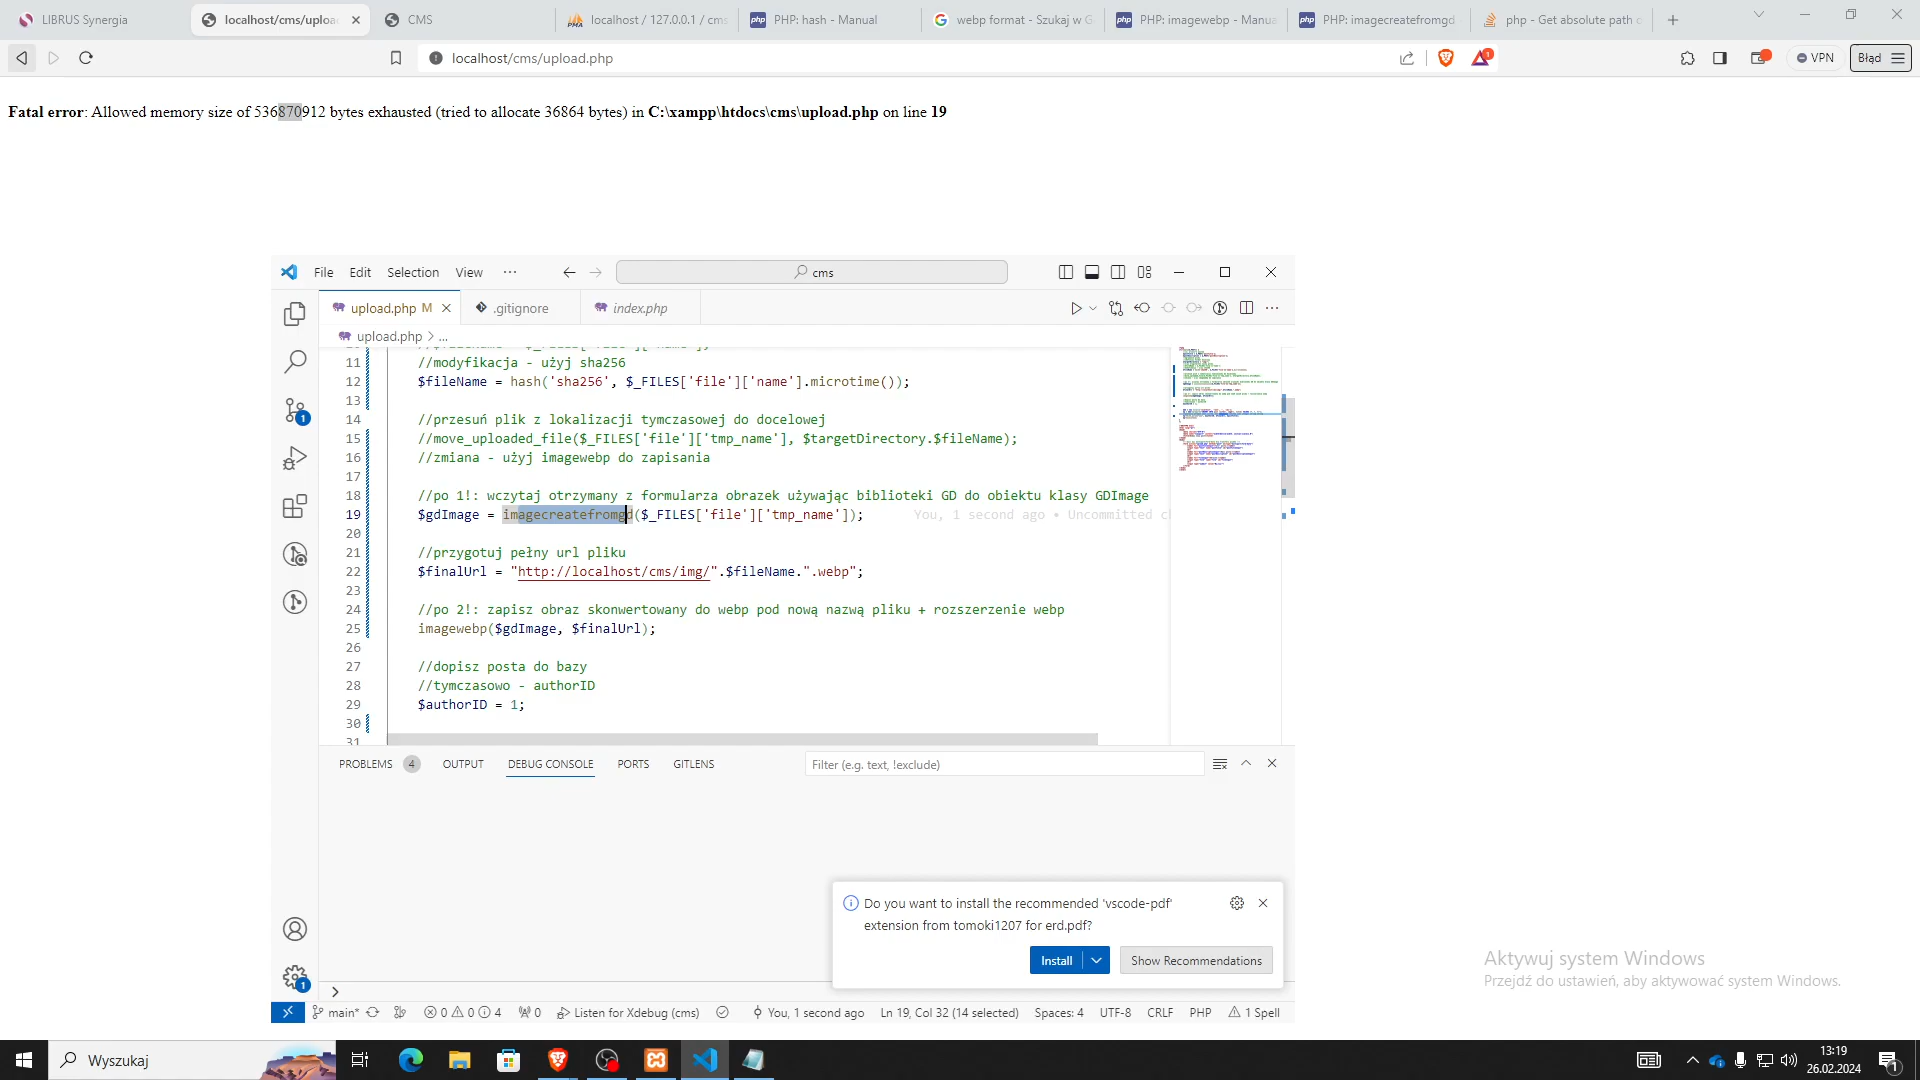 LIBRUS Synergia
localhost/cms/uploa
CMS
localhost / 127.0.0.1 / cms
PHP: hash - Manual
webp format - Szukaj w G
PHP: imagewebp - Manua
PHP: imagecreatefromgd
php - Get absolute path o
localhost/cms/upload.php
1
VPN
Błąd
Fatal error: Allowed memory size of 536870912 bytes exhausted (tried to allocate 36864 bytes) in C:\xampp\htdocs\cms\upload.php on line 19
File Edit Selection View ···
cms
upload.php M
.gitignore
index.php
upload.php > ...
11 //modyfikacja - użyj sha256
12 $fileName = hash('sha256', $_FILES['file']['name'].microtime());
13
14 //przesuń plik z lokalizacji tymczasowej do docelowej
15 //move_uploaded_file($_FILES['file']['tmp_name'], $targetDirectory.$fileName);
16 //zmiana - użyj imagewebp do zapisania
17
18 //po 1!: wczytaj otrzymany z formularza obrazek używając biblioteki GD do obiektu klasy GDImage
19 $gdImage = imagecreatefromgd($_FILES['file']['tmp_name']); You, 1 second ago • Uncommitted ch
20
21 //przygotuj pełny url pliku
22 $finalUrl = "http://localhost/cms/img/".$fileName.".webp";
23
24 //po 2!: zapisz obraz skonwertowany do webp pod nową nazwą pliku + rozszerzenie webp
25 imagewebp($gdImage, $finalUrl);
26
27 //dopisz posta do bazy
28 //tymczasowo - authorID
29 $authorID = 1;
30
31
1
PROBLEMS 4 OUTPUT DEBUG CONSOLE PORTS GITLENS
Filter (e.g. text, !exclude)
Do you want to install the recommended 'vscode-pdf'
extension from tomoki1207 for erd.pdf?
Install
Show Recommendations
1
main* 0 0 4 0 Listen for Xdebug (cms) You, 1 second ago Ln 19, Col 32 (14 selected) Spaces: 4 UTF-8 CRLF PHP 1 Spell
Aktywuj system Windows
Przejdź do ustawień, aby aktywować system Windows.
Wyszukaj
13:19
26.02.2024
1